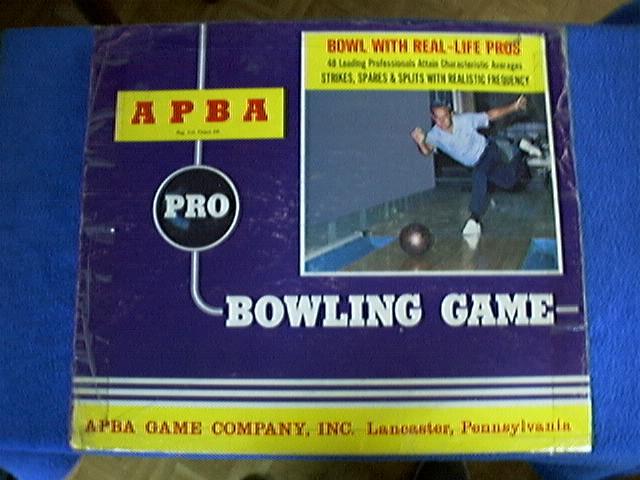 BOWL WITH REAL-LIFE PROS
48 Leading Professionals Attain Characteristic Averages
STRIKES, SPARES & SPLITS WITH REALISTIC FREQUENCY
APBA
PRO
BOWLING GAME
APBA GAME COMPANY, INC. Lancaster, Pennsylvania